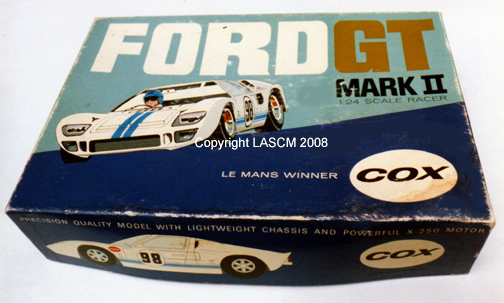 FORD GT
MARK II
1:24 SCALE RACER
98
Copyright LASCM 2008
LE MANS WINNER
COX
PRECISION QUALITY MODEL WITH LIGHTWEIGHT CHASSIS AND POWERFUL X-250 MOTOR
98
COX